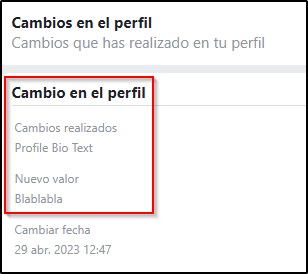 Cambios en el perfil
Cambios que has realizado en tu perfil
Cambio en el perfil
Cambios realizados
Profile Bio Text
Nuevo valor
Blablabla
Cambiar fecha
29 abr. 2023 12:47